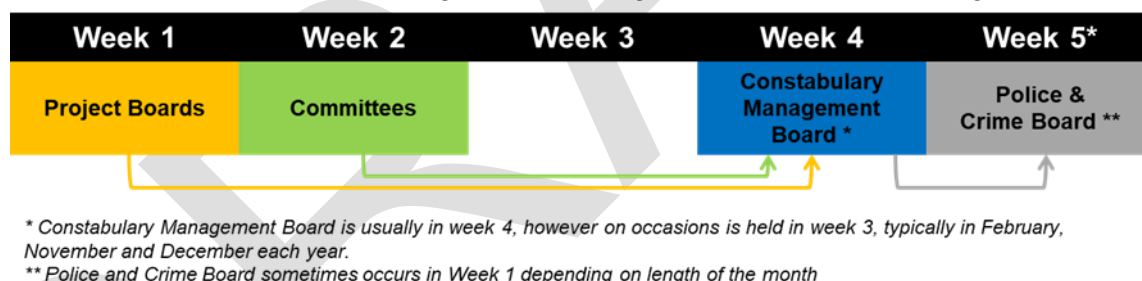 Week 1 Week 2 Week 3 Week 4 Week 5*
Project Boards
Committees
Constabulary
Management
Board *
Police &
Crime Board **
* Constabulary Management Board is usually in week 4, however on occasions is held in week 3, typically in February,
November and December each year.
** Police and Crime Board sometimes occurs in Week 1 depending on length of the month